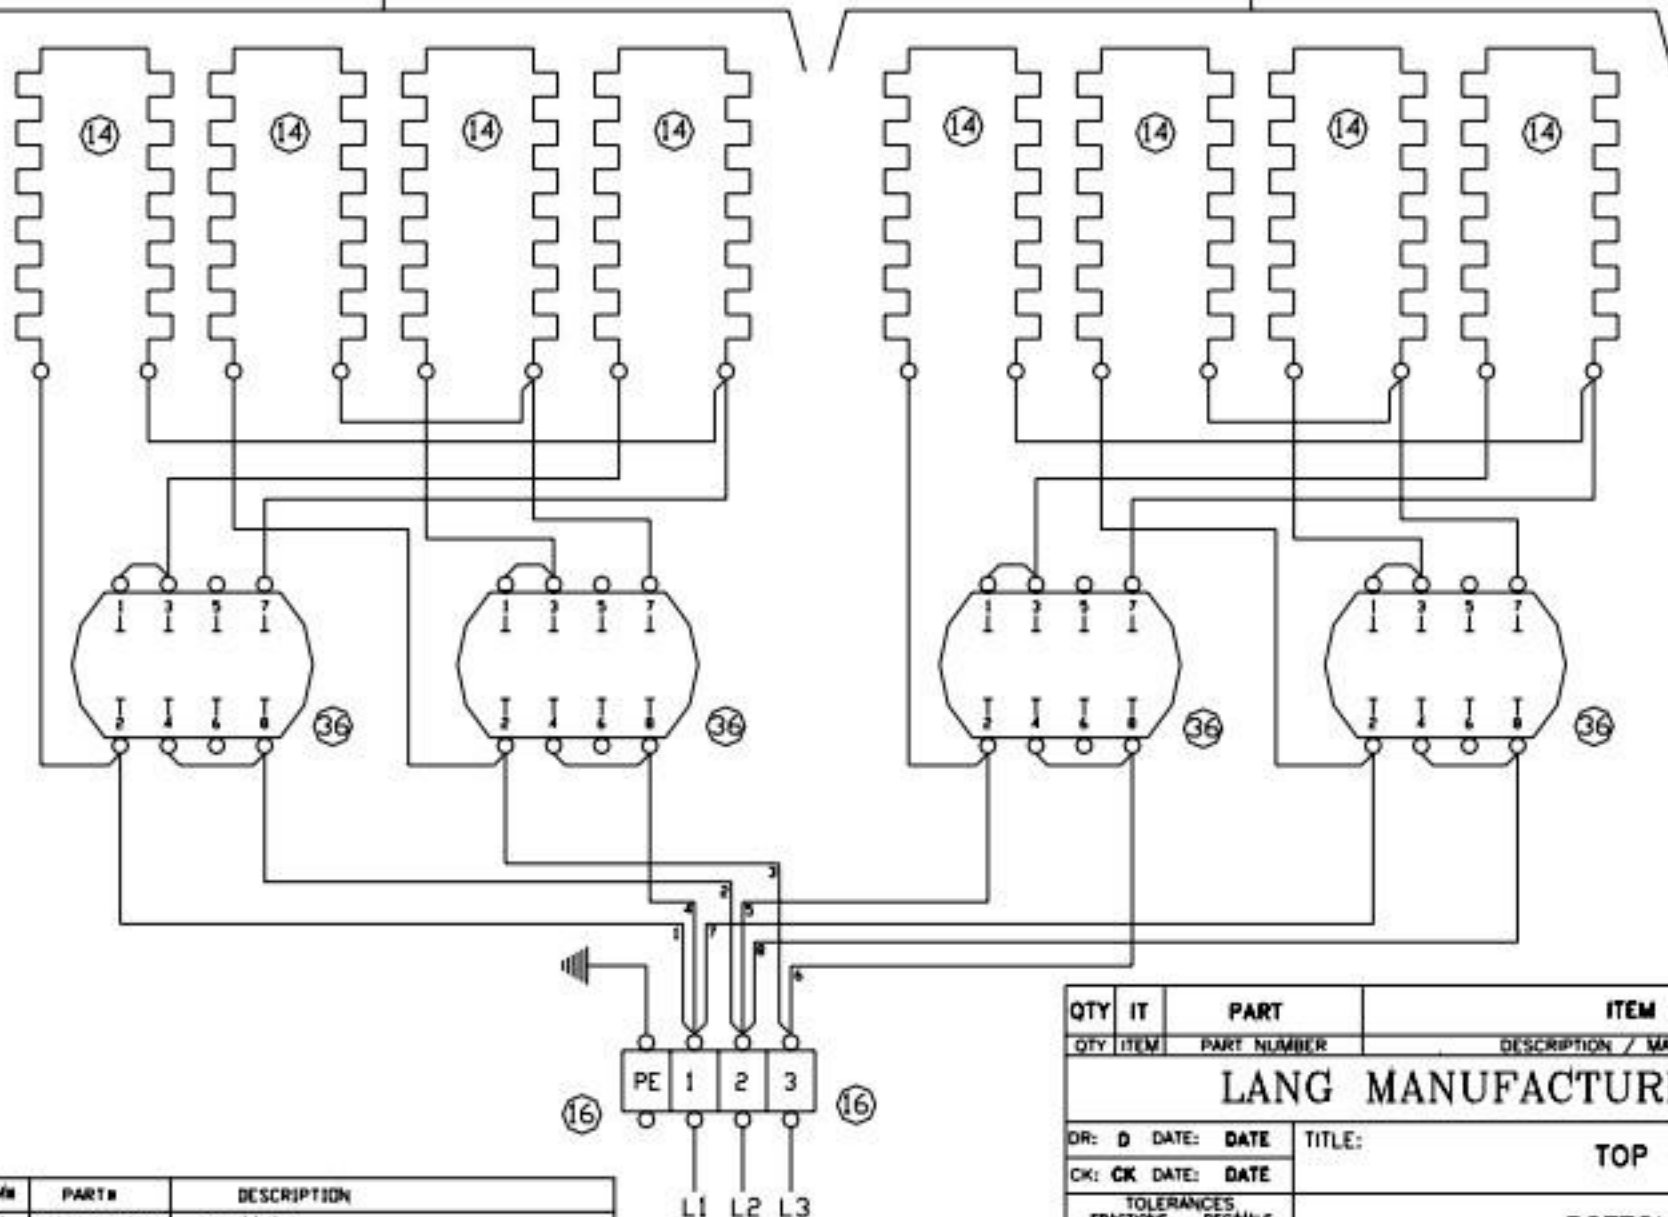 14 14 14 14 14 14 14 14
1 3 5 7 1 3 5 7 1 3 5 7 1 3 5 7
2 4 6 8 2 4 6 8 2 4 6 8 2 4 6 8
36 36 36 36
3
2
4 5
1 7
8
6
PE 1 2 3
16 16
L1 L2 L3
QTY IT PART ITEM
QTY ITEM PART NUMBER DESCRIPTION /
LANG MANUFACTUR
DR: D DATE: DATE TITLE:
TOP
CK: CK DATE: DATE
TOLERANCES
PART# DESCRIPTION